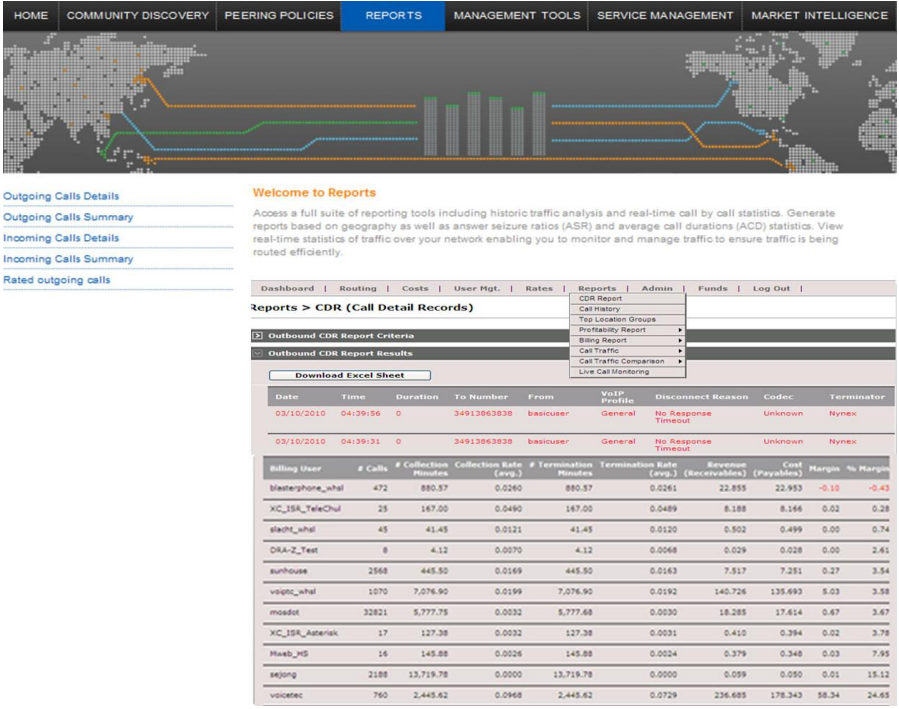 HOME COMMUNITY DISCOVERY PEERING POLICIES REPORTS MANAGEMENT TOOLS SERVICE MANAGEMENT MARKET INTELLIGENCE
Outgoing Calls Details
Outgoing Calls Summary
Incoming Calls Details
Incoming Calls Summary
Rated outgoing calls
Welcome to Reports
Access a full suite of reporting tools including historic traffic analysis and real-time call by call statistics. Generate
reports based on geography as well as answer seizure ratios (ASR) and average call durations (ACD) statistics. View
real-time statistics of traffic over your network enabling you to monitor and manage traffic to ensure traffic is being
routed efficiently.
Dashboard | Routing | Costs | User Mgt. | Rates | Reports | Admin | Funds | Log Out |
CDR Report
Call History
Top Location Groups
Profitability Report
Billing Report
Call Traffic
Call Traffic Comparison
Live Call Monitoring
Reports > CDR (Call Detail Records)
Outbound CDR Report Criteria
Outbound CDR Report Results
Download Excel Sheet
Date Time Duration To Number From VoIP Profile Disconnect Reason Codec Terminator
03/10/2010 04:39:56 0 34913863838 basicuser General No Response Timeout Unknown Nynex
03/10/2010 04:39:31 0 34913863838 basicuser General No Response Timeout Unknown Nynex
Billing User # Calls # Collection Minutes Collection Rate (avg.) # Termination Minutes Termination Rate (avg.) Revenue (Receivables) Cost (Payables) Margin % Margin
blasterphone_whsl 472 880.57 0.0260 880.57 0.0261 22.855 22.953 -0.10 -0.43
XC_ISR_TeleChul 25 167.00 0.0490 167.00 0.0489 8.188 8.166 0.02 0.28
slacht_whsl 45 41.45 0.0121 41.45 0.0120 0.502 0.499 0.00 0.74
DRA-Z_Test 8 4.12 0.0070 4.12 0.0068 0.029 0.028 0.00 2.61
sunhouse 2568 445.50 0.0169 445.50 0.0163 7.517 7.251 0.27 3.54
voiptc_whsl 1070 7,076.90 0.0199 7,076.90 0.0192 140.726 135.693 5.03 3.58
mosdot 32821 5,777.75 0.0032 5,777.68 0.0030 18.285 17.614 0.67 3.67
XC_ISR_Asterisk 17 127.38 0.0032 127.38 0.0031 0.410 0.394 0.02 3.78
Mweb_HS 16 145.88 0.0026 145.88 0.0024 0.379 0.348 0.03 7.95
sejong 2188 13,719.78 0.0000 13,719.78 0.0000 0.059 0.050 0.01 15.12
voicetec 760 2,445.62 0.0968 2,445.62 0.0729 236.685 178.343 58.34 24.65